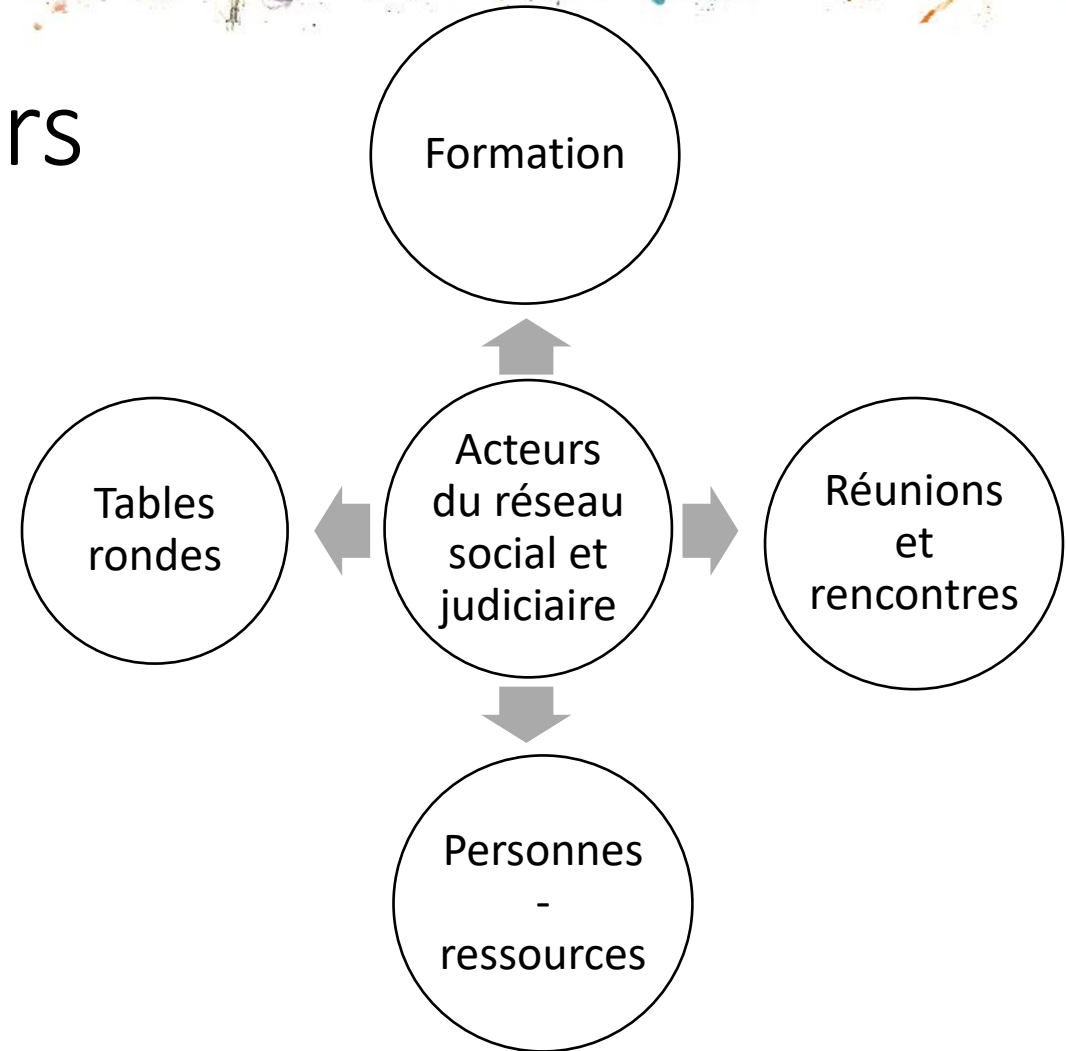 rs
Formation
Tables
rondes
Acteurs
du réseau
social et
judiciaire
Réunions
et
rencontres
Personnes
-
ressources